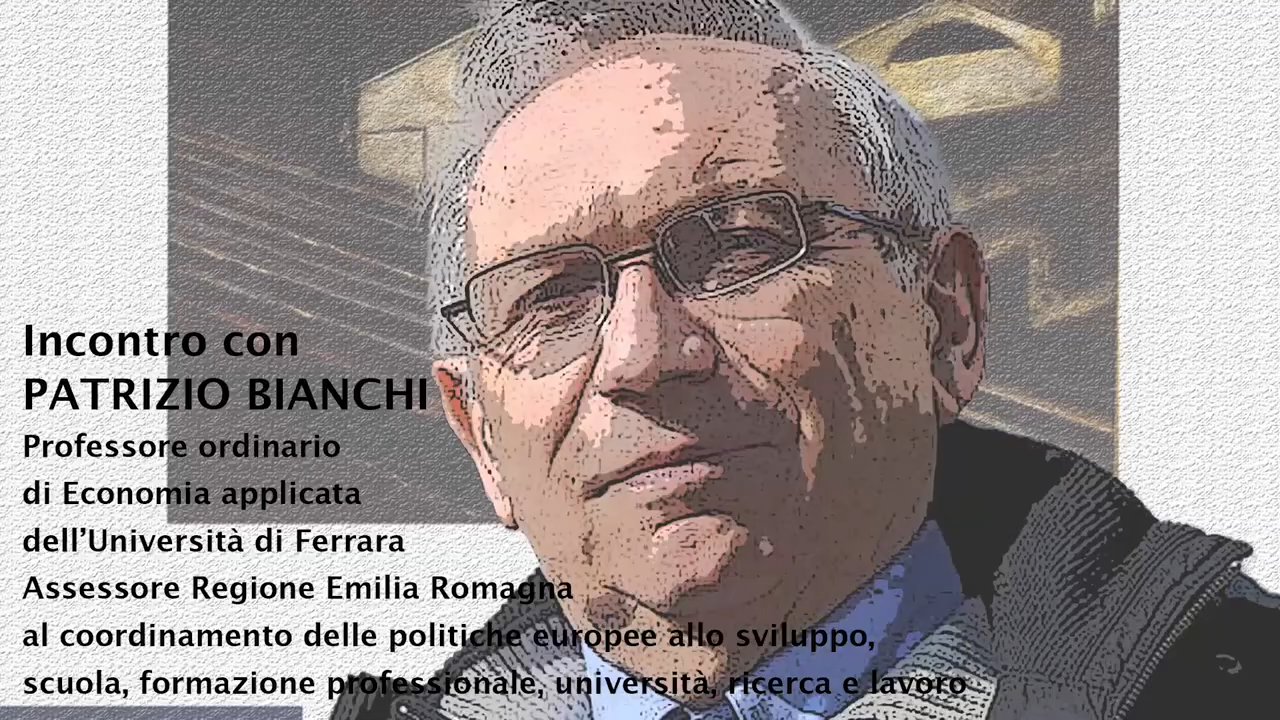 Incontro con
PATRIZIO BIANCHI
Professore ordinario
di Economia applicata
dell’Università di Ferrara
Assessore Regione Emilia Romagna
al coordinamento delle politiche europee allo sviluppo,
scuola, formazione professionale, università, ricerca e lavoro